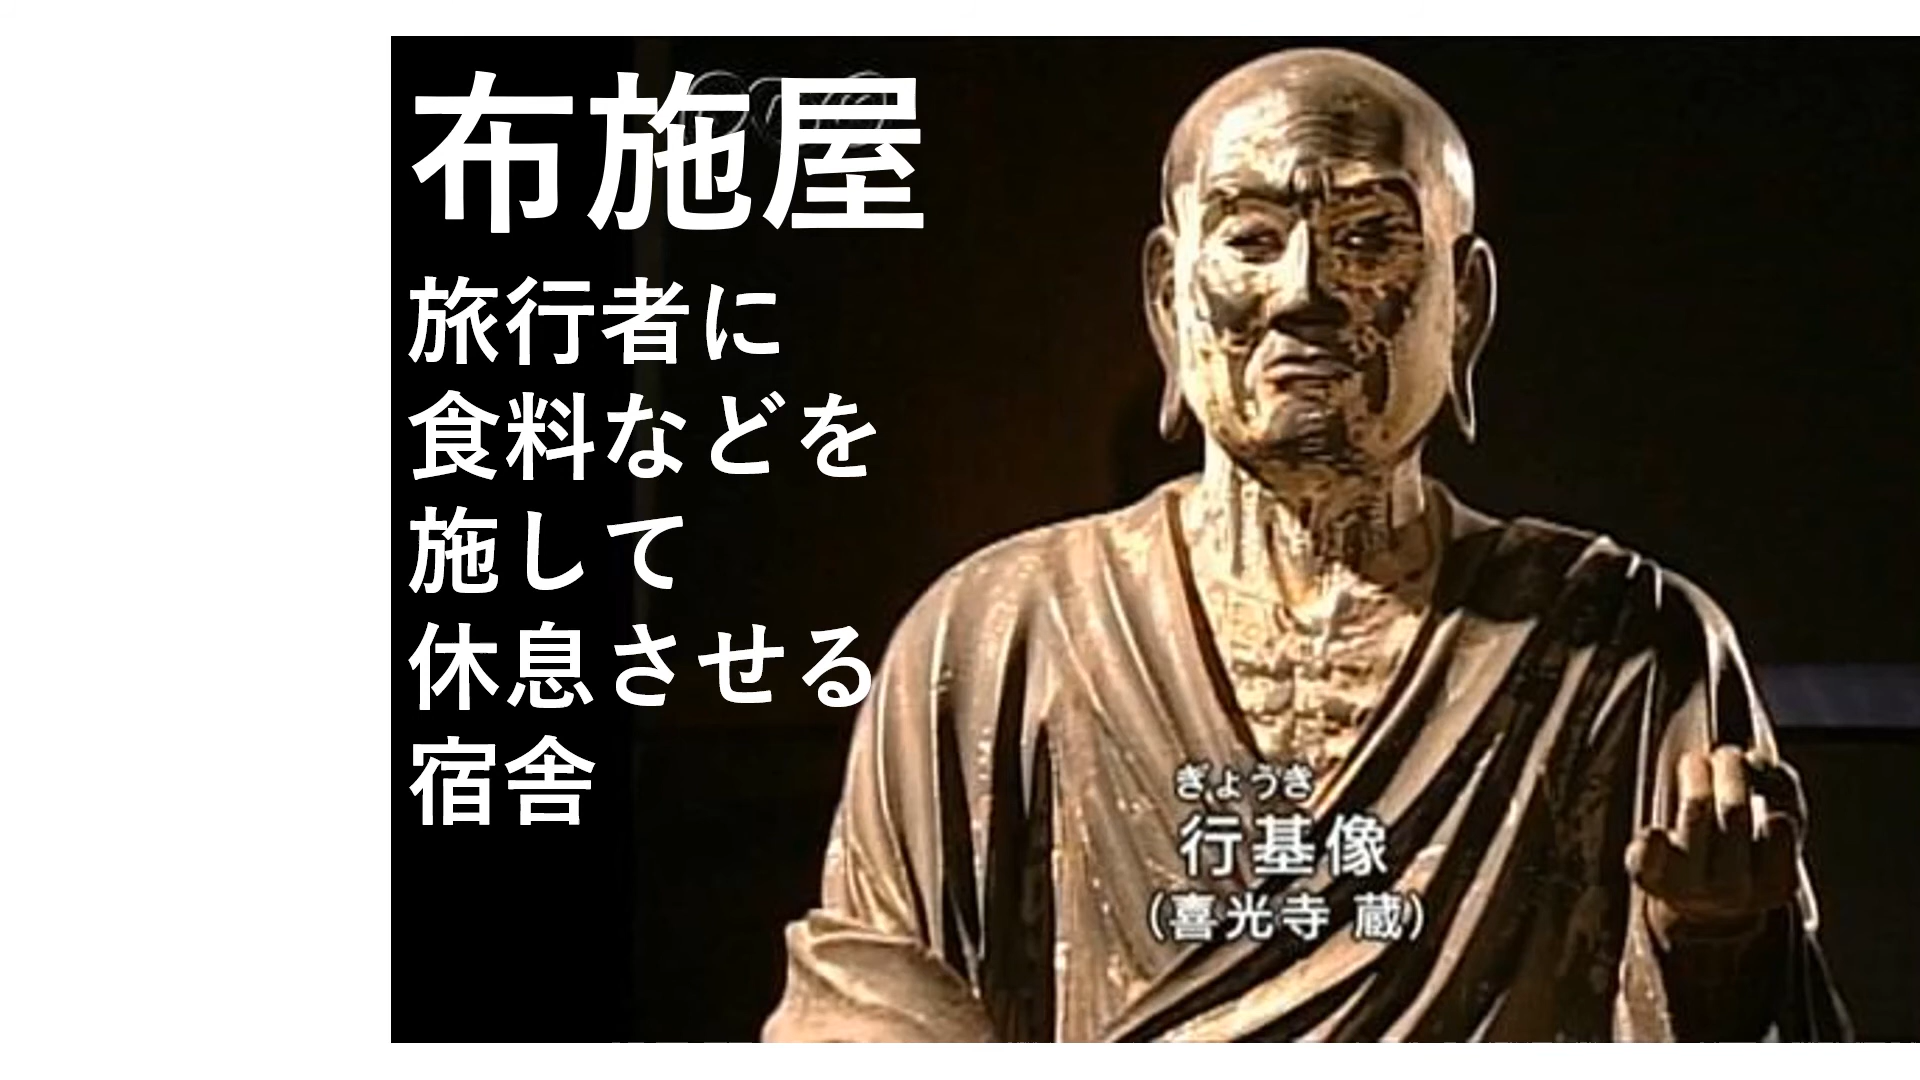 布施屋
旅行者に
食料などを
施して
休息させる
宿舎
ぎょうき
行基像
(喜光寺 蔵)